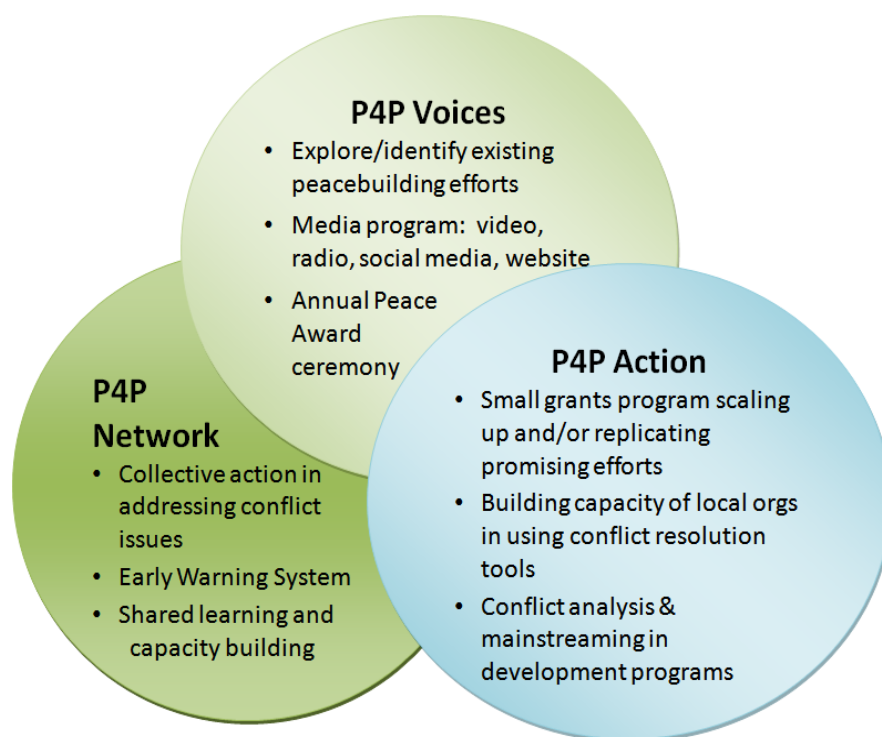 P4P Voices
• Explore/identify existing
peacebuilding efforts
• Media program:  video,
radio, social media, website
• Annual Peace
Award
ceremony
P4P
Network
• Collective action in
addressing conflict
issues
• Early Warning System
• Shared learning and
capacity building
P4P Action
• Small grants program scaling
up and/or replicating
promising efforts
• Building capacity of local orgs
in using conflict resolution
tools
• Conflict analysis &
mainstreaming in
development programs